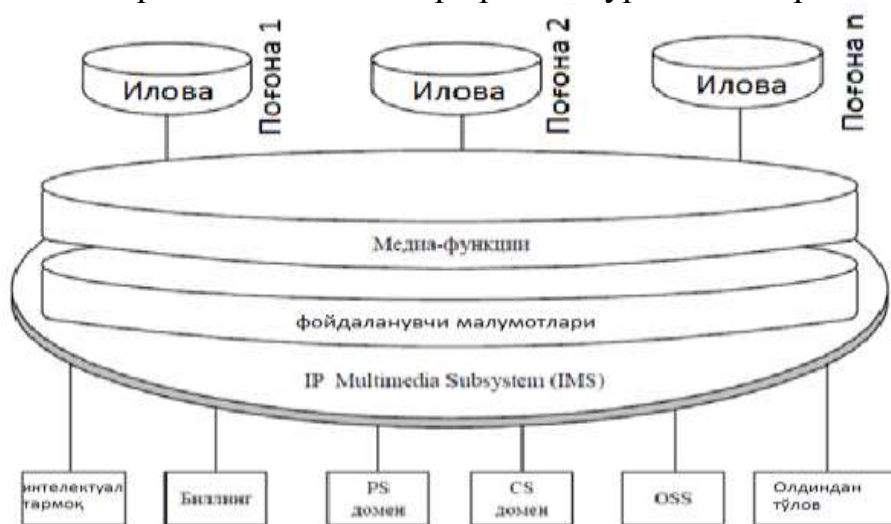 Илова
Поғона 1
Илова
Поғона 2
Илова
Поғона n
Медиа-функции
фойдаланувчи малумотлари
IP Multimedia Subsystem (IMS)
интелектуал
тармоқ
Биллинг
PS
домен
CS
домен
OSS
Олдиндан
тўлов